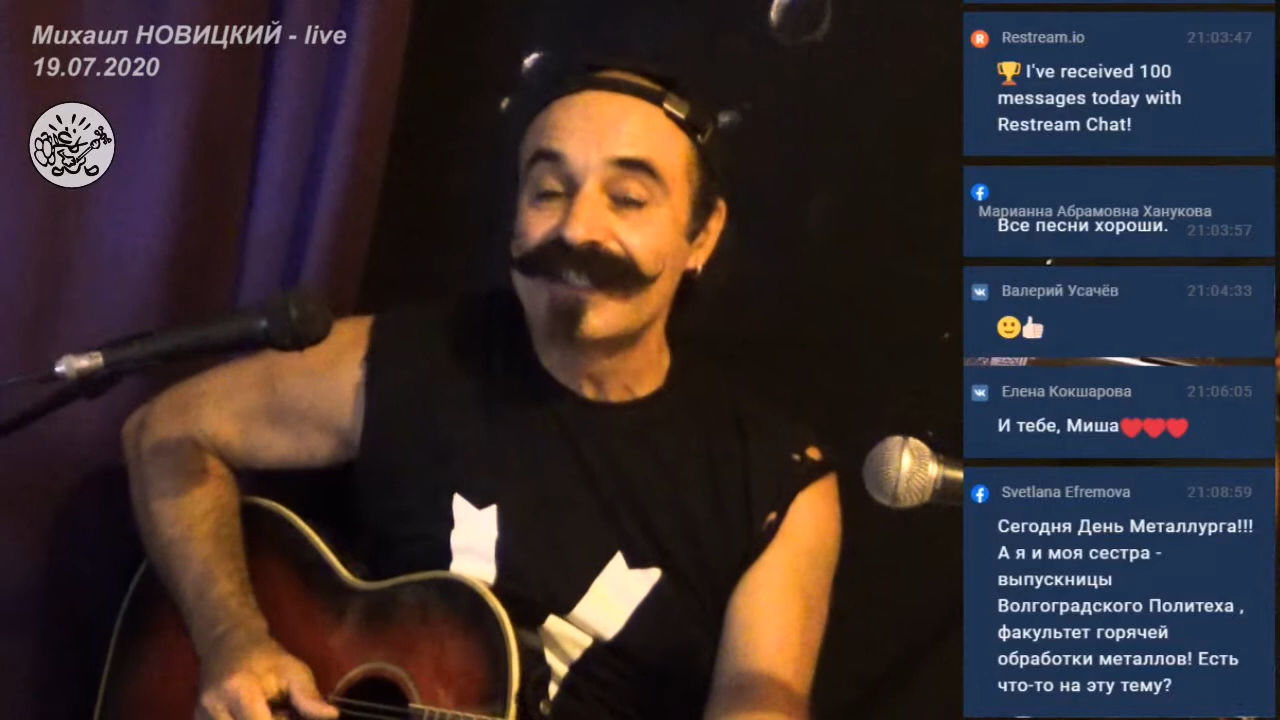 Михаил НОВИЦКИЙ - live
19.07.2020
Restream.io 21:03:47
🏆 I've received 100
messages today with
Restream Chat!
Марианна Абрамовна Ханукова
Все песни хороши. 21:03:57
Валерий Усачёв 21:04:33
🙂👍🏻
Елена Кокшарова 21:06:05
И тебе, Миша❤❤❤
Svetlana Efremova 21:08:59
Сегодня День Металлурга!!!
А я и моя сестра -
выпускницы
Волгоградского Политеха ,
факультет горячей
обработки металлов! Есть
что-то на эту тему?